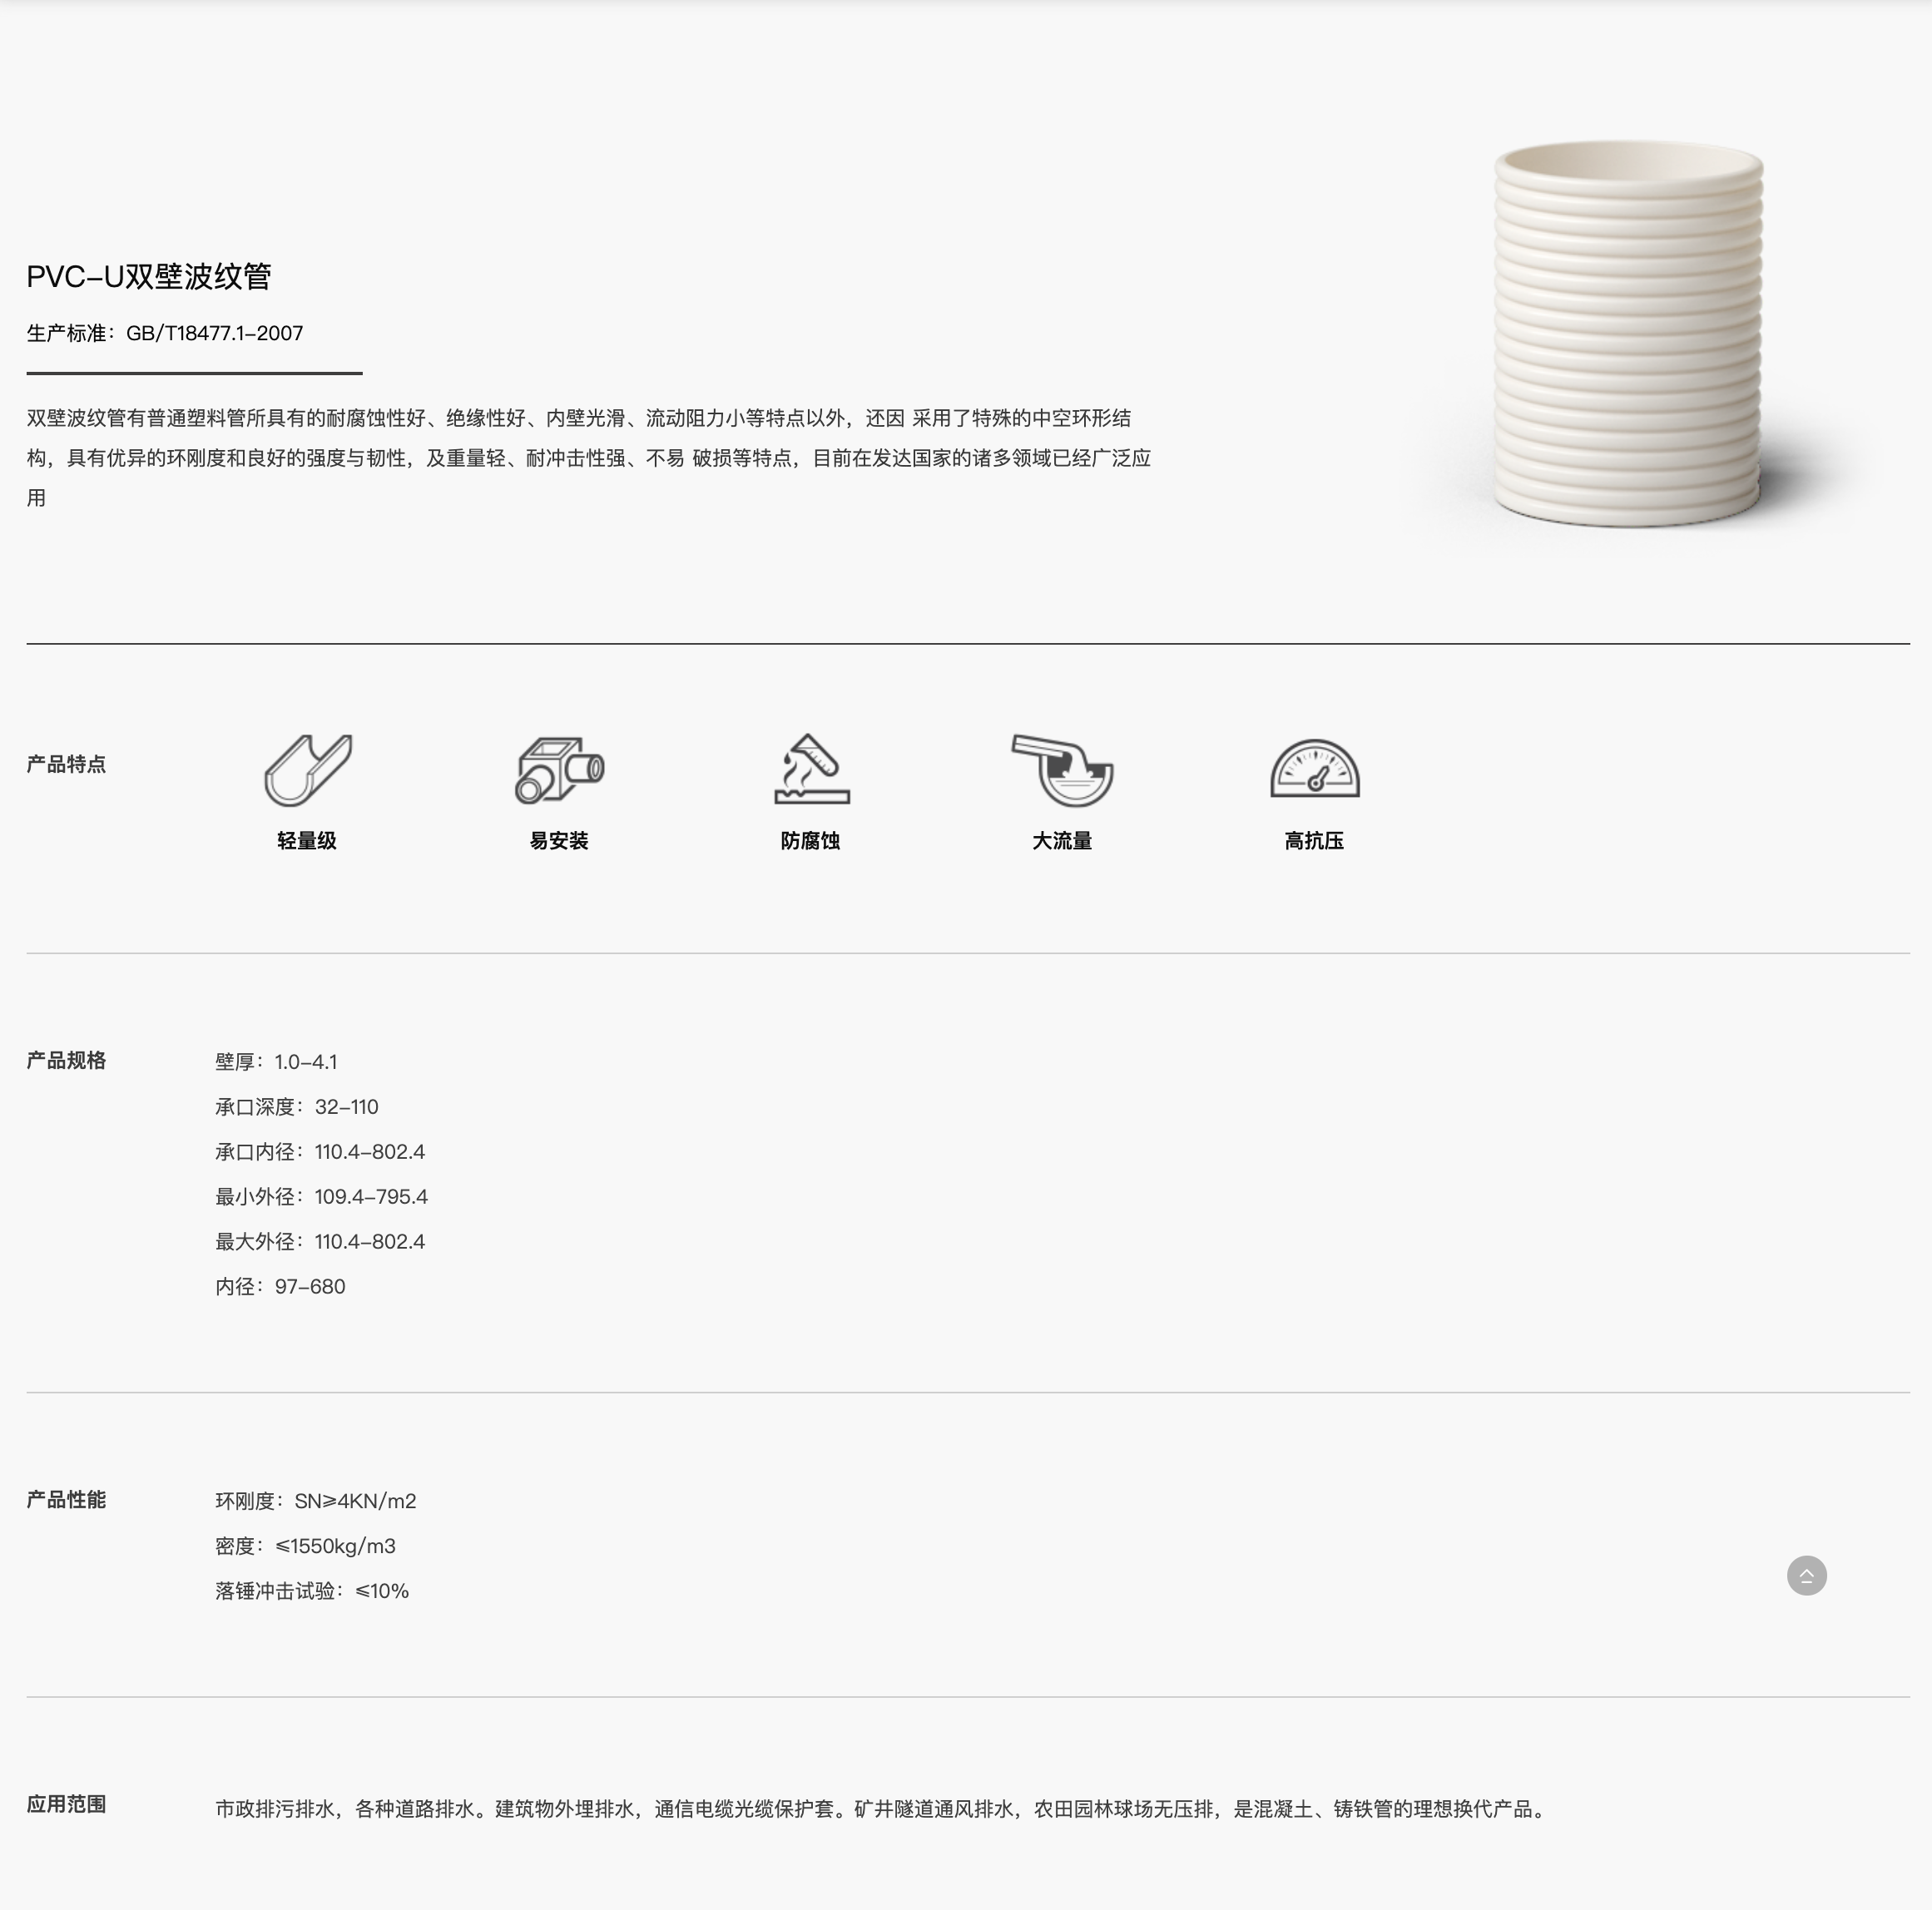 PVC-U双壁波纹管
生产标准：GB/T18477.1-2007
双壁波纹管有普通塑料管所具有的耐腐蚀性好、绝缘性好、内壁光滑、流动阻力小等特点以外，还因 采用了特殊的中空环形结
构，具有优异的环刚度和良好的强度与韧性，及重量轻、耐冲击性强、不易 破损等特点，目前在发达国家的诸多领域已经广泛应
用
产品特点
轻量级
易安装
防腐蚀
大流量
高抗压
产品规格
壁厚：1.0-4.1
承口深度：32-110
承口内径：110.4-802.4
最小外径：109.4-795.4
最大外径：110.4-802.4
内径：97-680
产品性能
环刚度：SN≥4KN/m2
密度：≤1550kg/m3
落锤冲击试验：≤10%
应用范围
市政排污排水，各种道路排水。建筑物外埋排水，通信电缆光缆保护套。矿井隧道通风排水，农田园林球场无压排，是混凝土、铸铁管的理想换代产品。